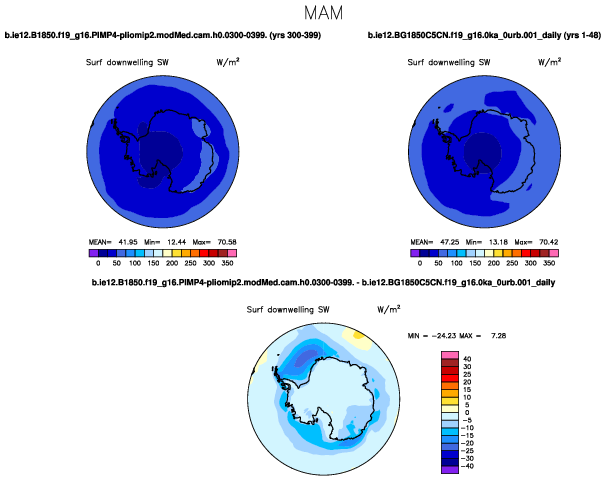 MAM
b.ie12.B1850.f19_g16.PIMP4-pliomip2.modMed.cam.h0.0300-0399. (yrs 300-399)
b.ie12.BG1850C5CN.f19_g16.0ka_0urb.001_daily (yrs 1-48)
Surf downwelling SW W/m2
Surf downwelling SW W/m2
MEAN= 41.95 Min= 12.44 Max= 70.58
0 50 100 150 200 250 300 350
MEAN= 47.25 Min= 13.18 Max= 70.42
0 50 100 150 200 250 300 350
b.ie12.B1850.f19_g16.PIMP4-pliomip2.modMed.cam.h0.0300-0399. - b.ie12.BG1850C5CN.f19_g16.0ka_0urb.001_daily
Surf downwelling SW W/m2
MIN = -24.23 MAX = 7.28
40
35
30
25
20
15
10
5
0
-5
-10
-15
-20
-25
-30
-35
-40